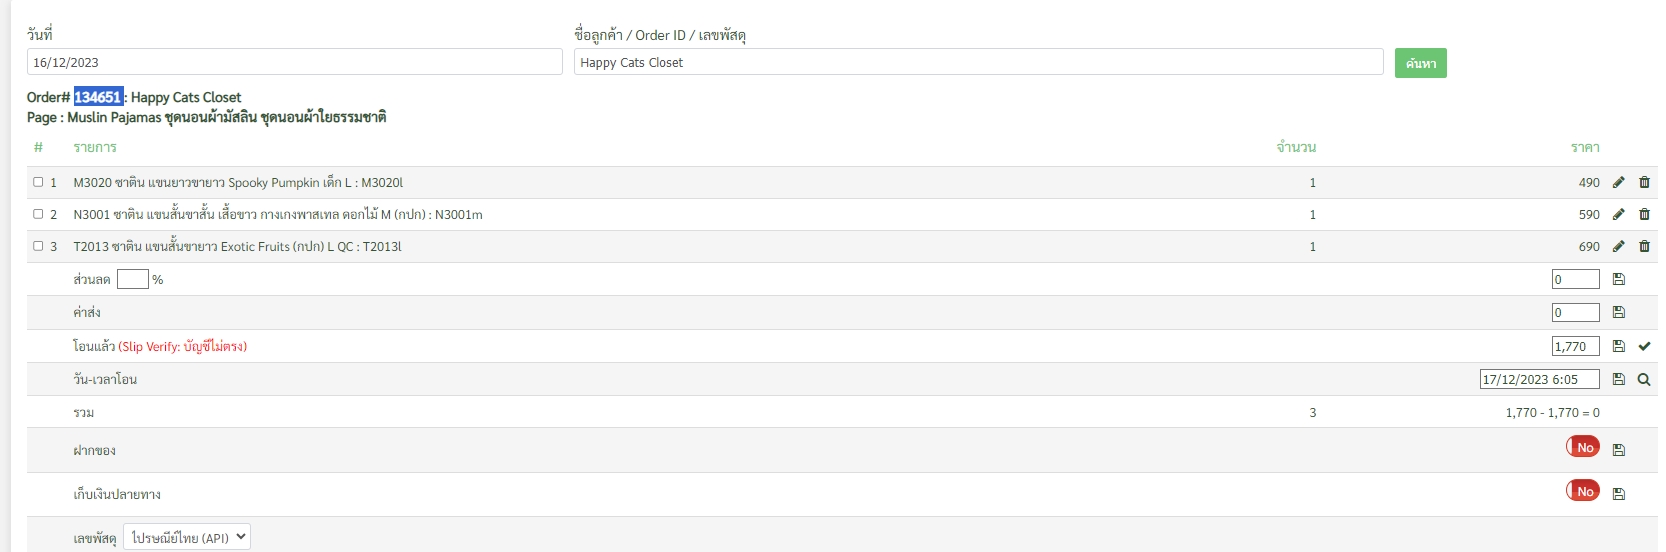 วันที่ ชื่อลูกค้า / Order ID / เลขพัสดุ
16/12/2023 Happy Cats Closet ค้นหา
Order# 134651 : Happy Cats Closet
Page : Muslin Pajamas ชุดนอนผ้ามัสลิน ชุดนอนผ้าใยธรรมชาติ
# รายการ จำนวน ราคา
1 M3020 ซาติน แขนยาวขายาว Spooky Pumpkin เด็ก L : M3020l 1 490
2 N3001 ซาติน แขนสั้นขาสั้น เสื้อขาว กางเกงพาสเทล ดอกไม้ M (กปก) : N3001m 1 590
3 T2013 ซาติน แขนสั้นขายาว Exotic Fruits (กปก) L QC : T2013l 1 690
ส่วนลด % 0
ค่าส่ง 0
โอนแล้ว (Slip Verify: บัญชีไม่ตรง) 1,770
วัน-เวลาโอน 17/12/2023 6:05
รวม 3 1,770 - 1,770 = 0
ฝากของ No
เก็บเงินปลายทาง No
เลขพัสดุ ไปรษณีย์ไทย (API)